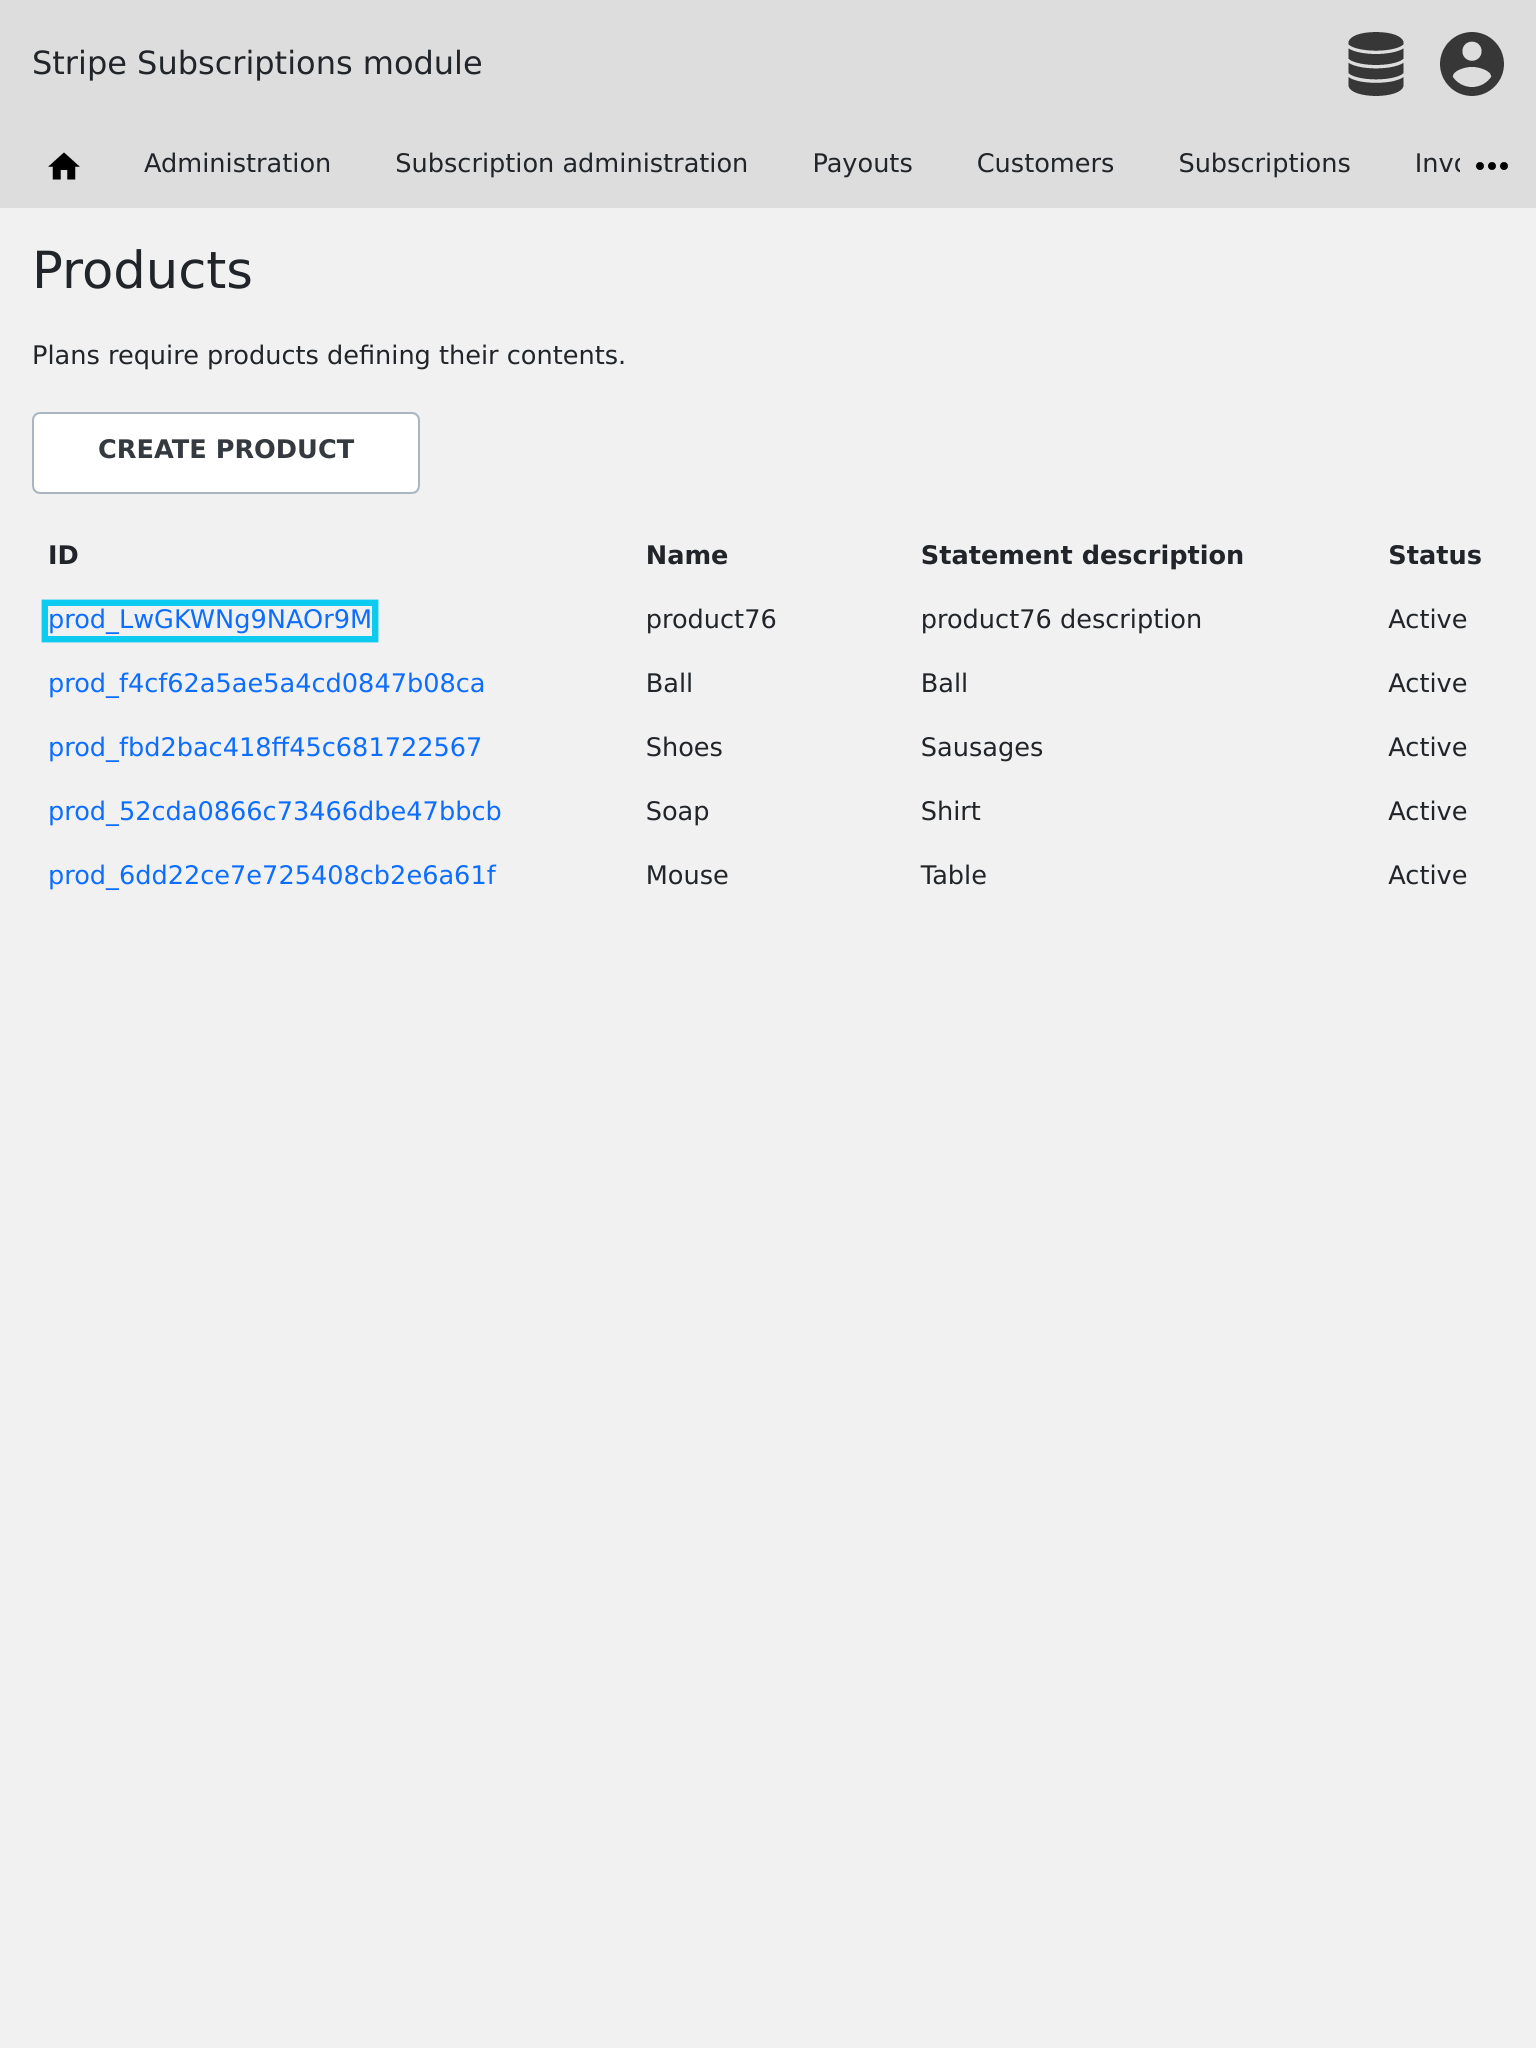 Stripe Subscriptions module
Administration Subscription administration Payouts Customers Subscriptions
Products
Plans require products defining their contents.
CREATE PRODUCT
ID Name Statement description Status
prod_LwGKWNg9NAOr9M product76 product76 description Active
prod_f4cf62a5ae5a4cd0847b08ca Ball Ball Active
prod_fbd2bac418ff45c681722567 Shoes Sausages Active
prod_52cda0866c73466dbe47bbcb Soap Shirt Active
prod_6dd22ce7e725408cb2e6a61f Mouse Table Active